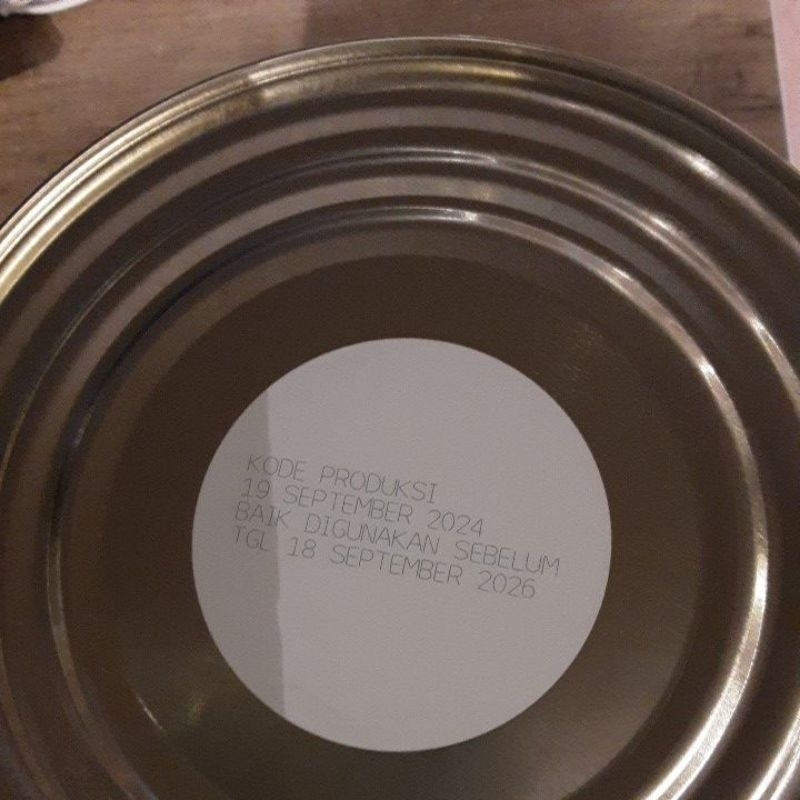 KODE PRODUKSI
19 SEPTEMBER 2024
BAIK DIGUNAKAN SEBELUM
TGL 18 SEPTEMBER 2026